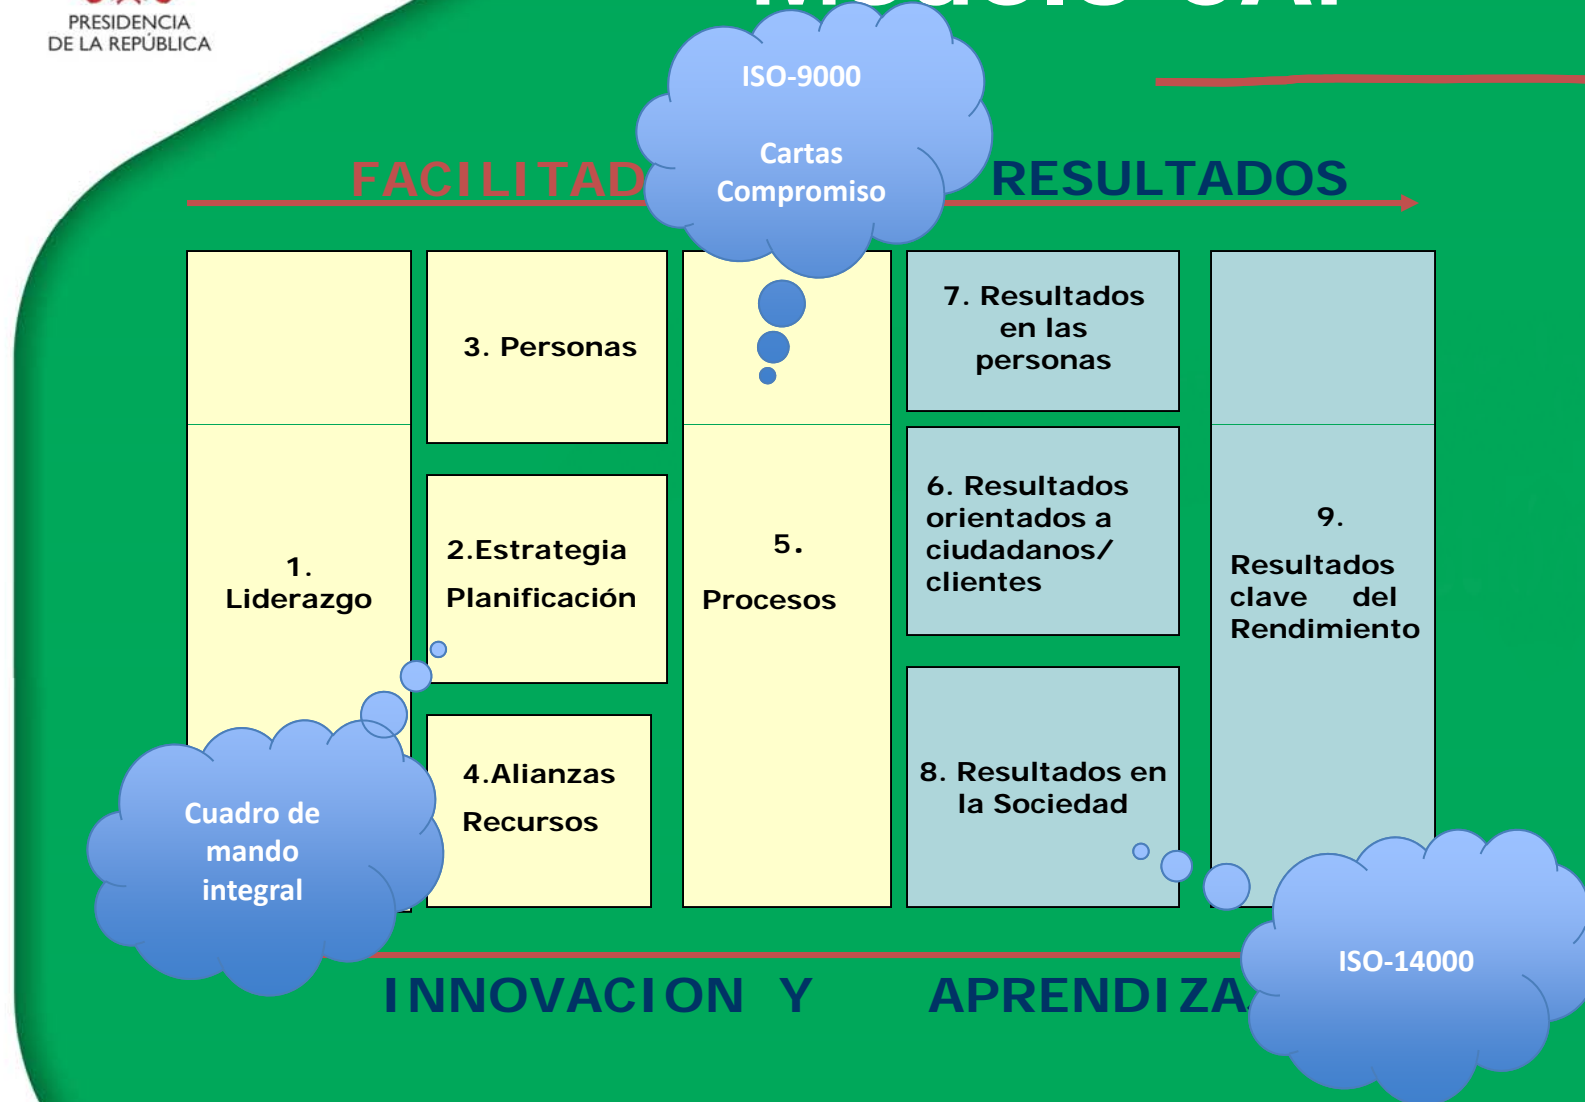 PRESIDENCIA
DE LA REPÚBLICA
ISO-9000
Cartas
Compromiso
FACILITAD
RESULTADOS
3. Personas
7. Resultados
en las
personas
1.
Liderazgo
2.Estrategia
Planificación
5.
Procesos
6. Resultados
orientados a
ciudadanos/
clientes
9.
Resultados
clave del
Rendimiento
4.Alianzas
Recursos
8. Resultados en
la Sociedad
Cuadro de
mando
integral
ISO-14000
INNOVACION Y APRENDIZA